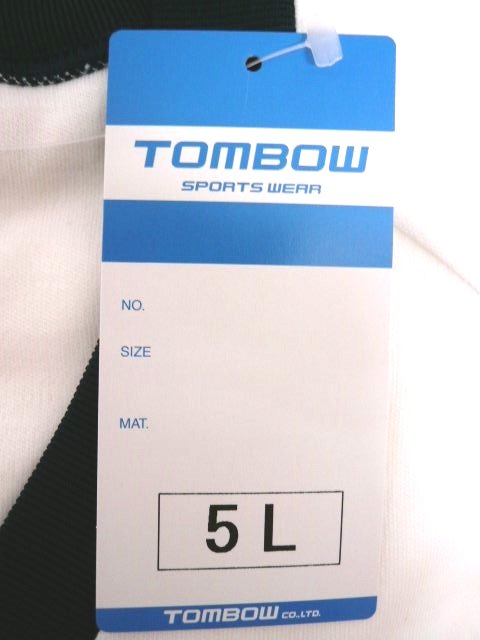 TOMBOW
SPORTS WEAR
NO.
SIZE
MAT.
5 L
TOMBOW CO.,LTD.